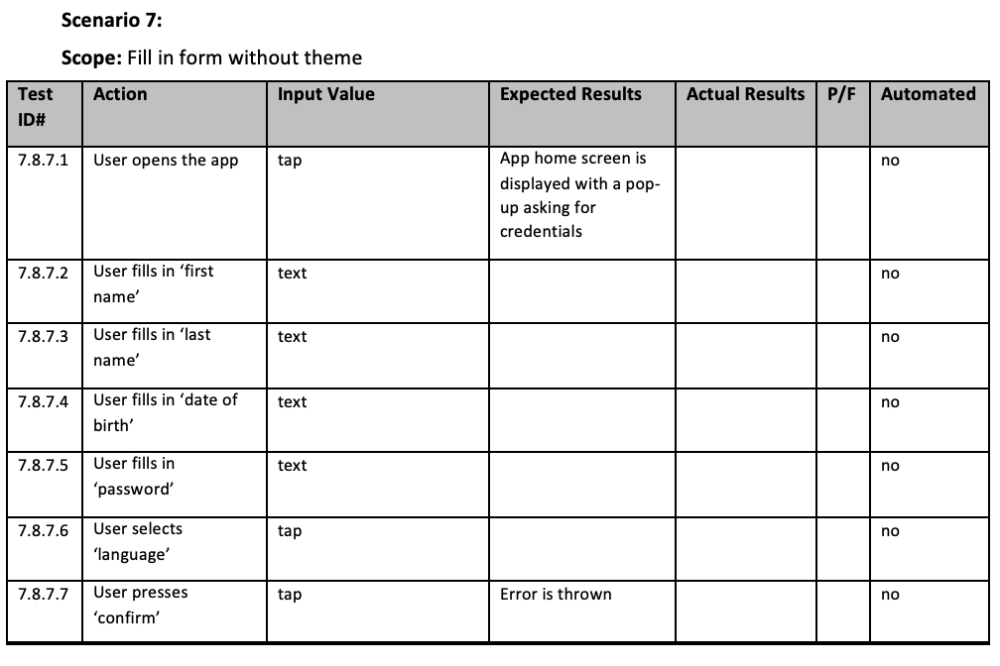 Scenario 7:
Scope: Fill in form without theme
Test ID# Action Input Value Expected Results Actual Results P/F Automated
7.8.7.1 User opens the app tap App home screen is displayed with a pop-up asking for credentials no
7.8.7.2 User fills in ‘first name’ text no
7.8.7.3 User fills in ‘last name’ text no
7.8.7.4 User fills in ‘date of birth’ text no
7.8.7.5 User fills in ‘password’ text no
7.8.7.6 User selects ‘language’ tap no
7.8.7.7 User presses ‘confirm’ tap Error is thrown no